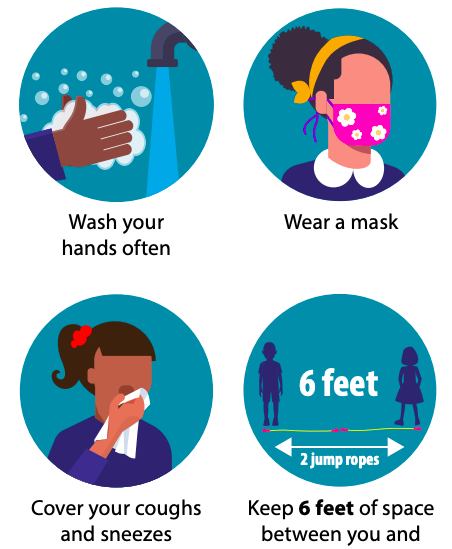 Wash your
hands often
Wear a mask
6 feet
2 jump ropes
Cover your coughs
and sneezes
Keep 6 feet of space
between you and